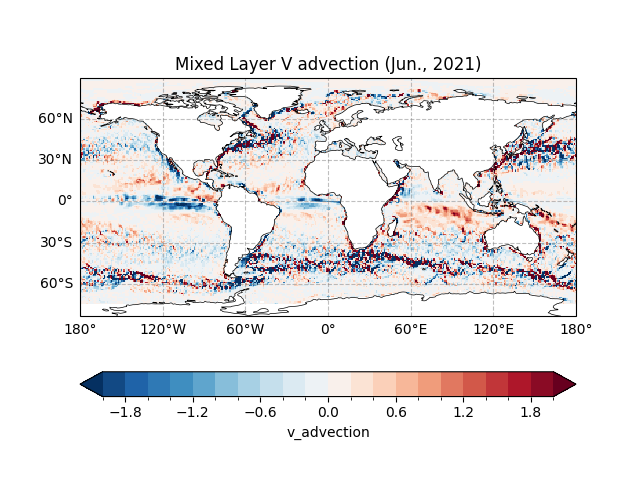 Mixed Layer V advection (Jun., 2021)
60°N
30°N
0°
30°S
60°S
180° 120°W 60°W 0° 60°E 120°E 180°
−1.8 −1.2 −0.6 0.0 0.6 1.2 1.8
v_advection